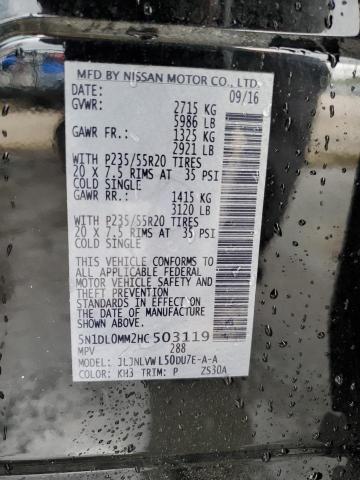 MFD BY NISSAN MOTOR CO., LTD.
DATE: 09/16
GVWR: 2715 KG
5986 LB
GAWR FR.: 1325 KG
2921 LB
WITH P235/55R20 TIRES
20 X 7.5 RIMS AT 35 PSI
COLD SINGLE
GAWR RR.: 1415 KG
3120 LB
WITH P235/55R20 TIRES
20 X 7.5 RIMS AT 35 PSI
COLD SINGLE
THIS VEHICLE CONFORMS TO
ALL APPLICABLE FEDERAL
MOTOR VEHICLE SAFETY
AND THEFT PREVENTION
STANDARDS IN EFFECT ON
THE DATE OF MANUFACTURE
SHOWN ABOVE.
5N1DL0MM2HC 503119
MPV 288
MODEL: JLJNLVWL50DU7E-A-A
COLOR: KH3 TRIM: P ZS30A